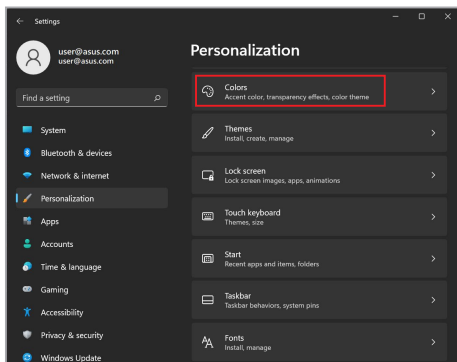 Settings
user@asus.com
user@asus.com
Find a setting
System
Bluetooth & devices
Network & internet
Personalization
Apps
Accounts
Time & language
Gaming
Accessibility
Privacy & security
Windows Update
Personalization
Colors
Accent color, transparency effects, color theme
Themes
Install, create, manage
Lock screen
Lock screen images, apps, animations
Touch keyboard
Themes, size
Start
Recent apps and items, folders
Taskbar
Taskbar behaviors, system pins
Fonts
Install, manage